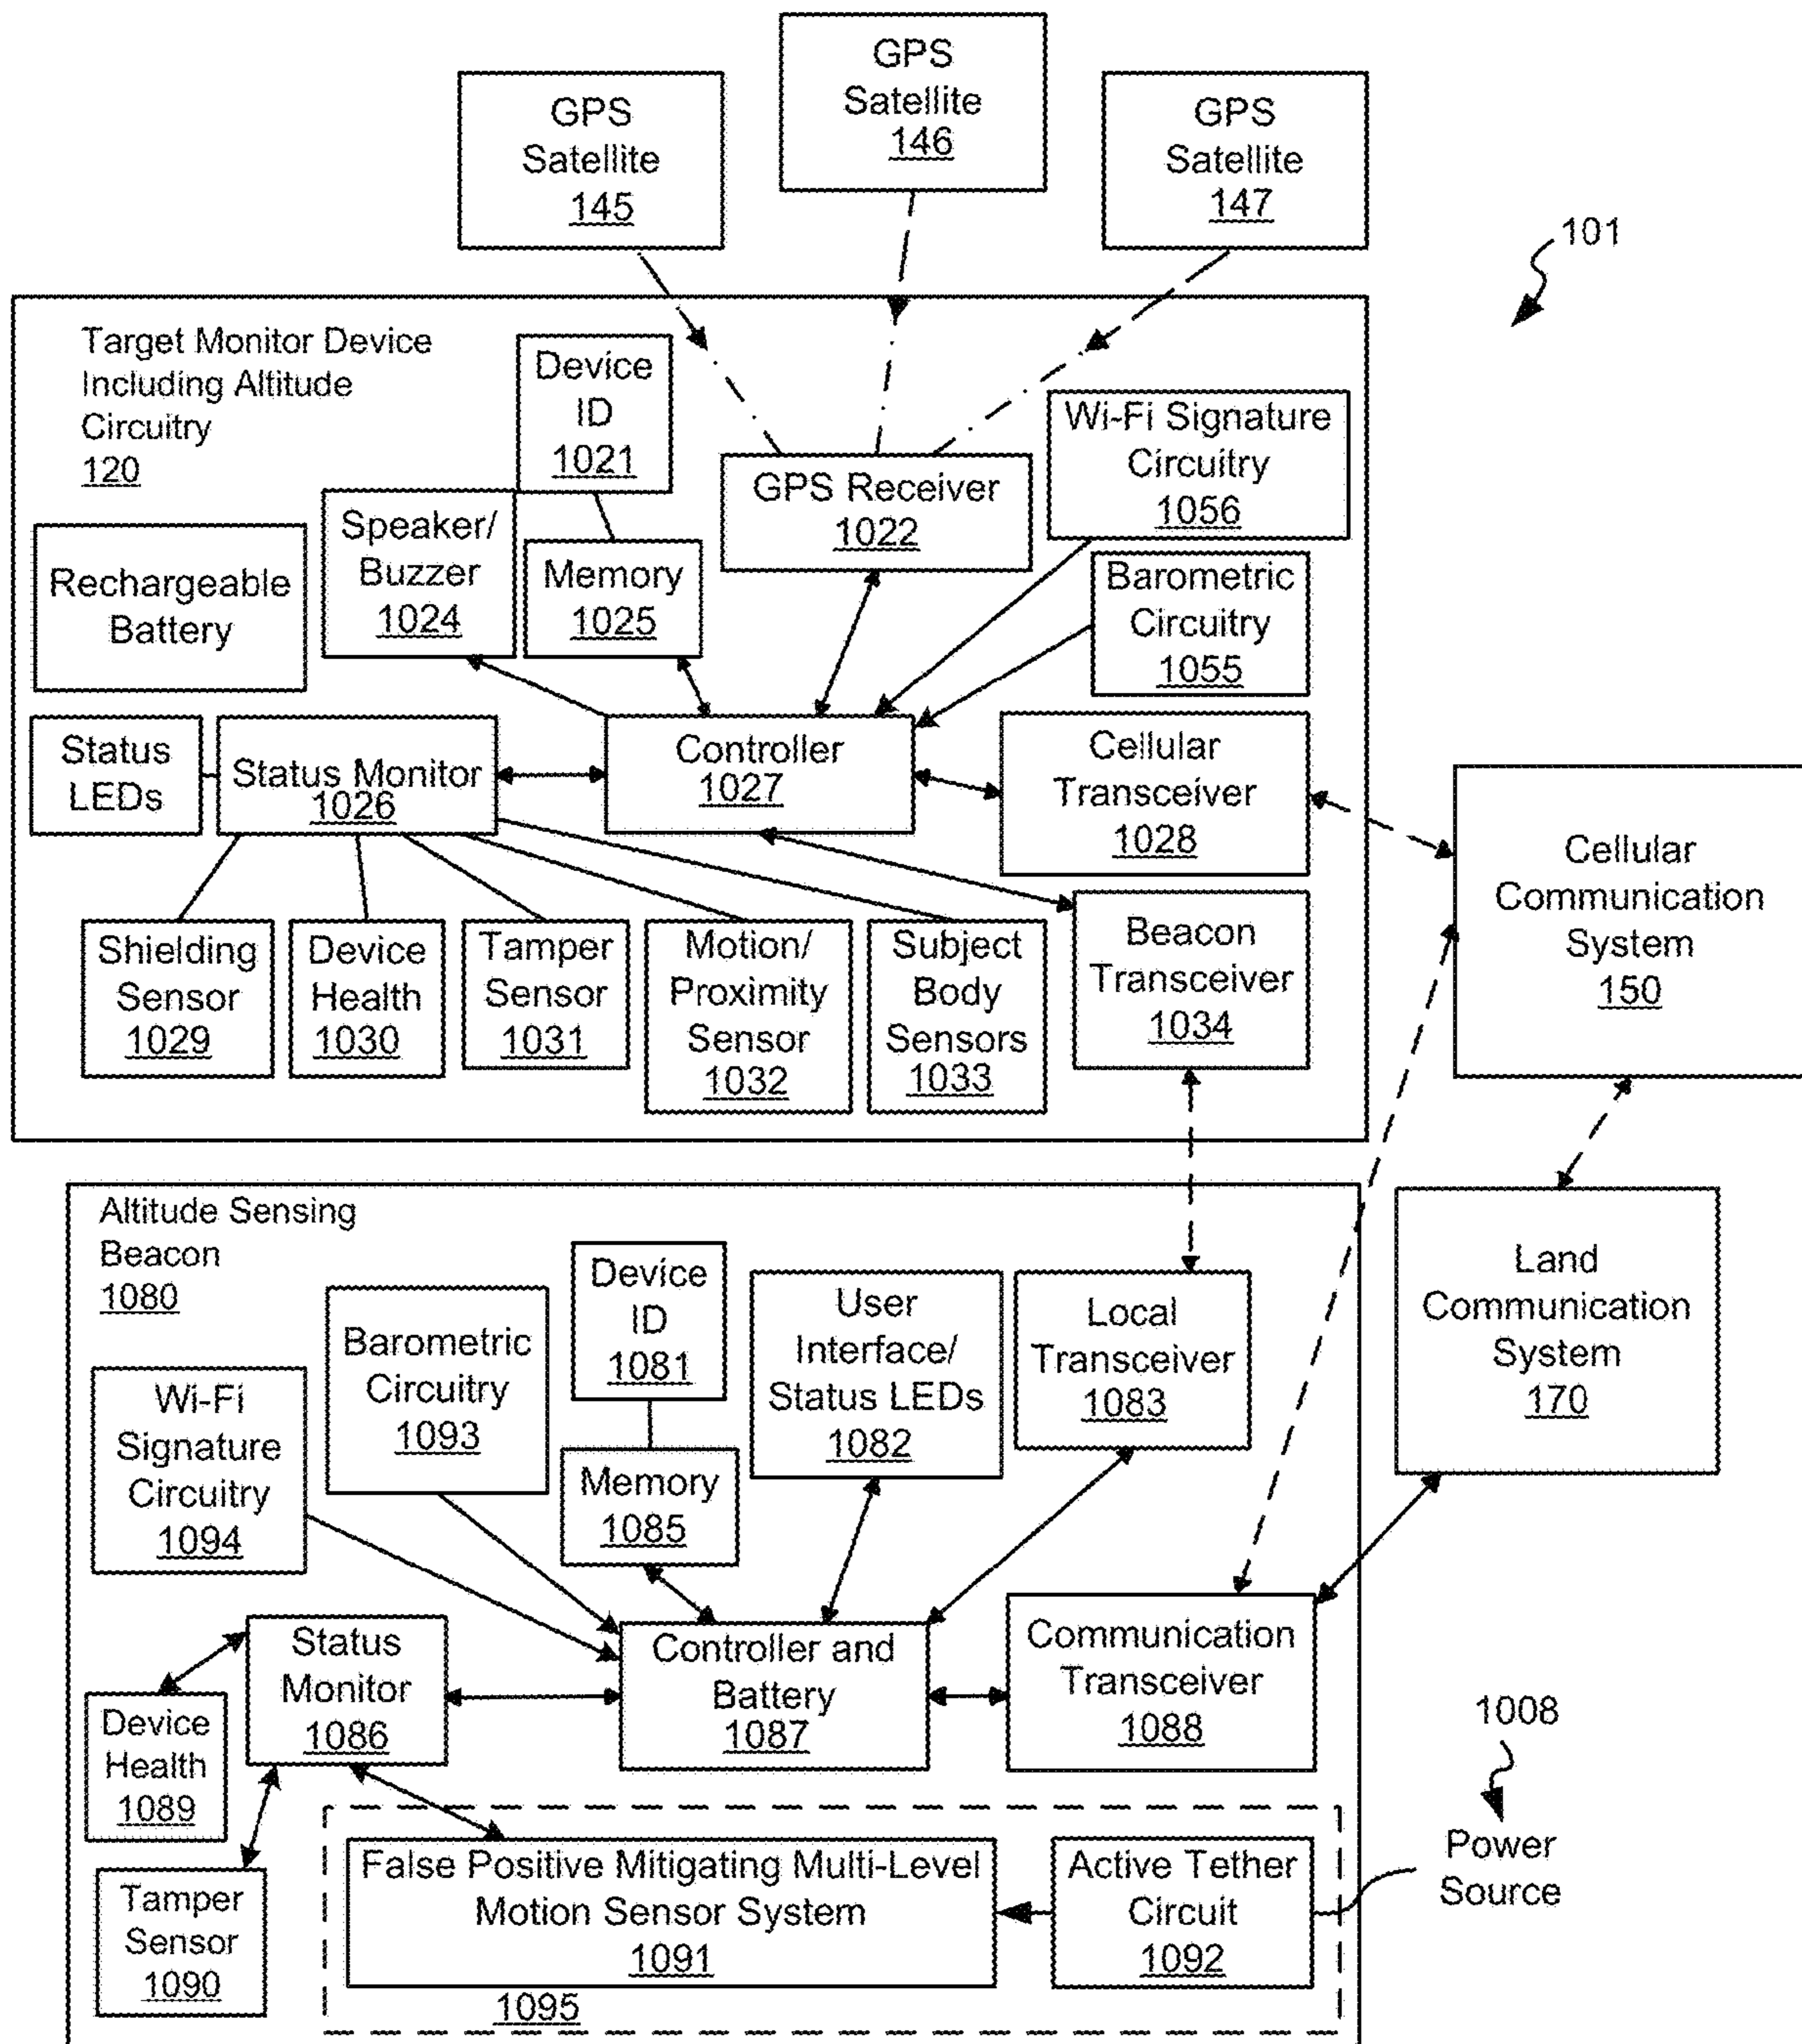 GPS
Satellite
145
GPS
Satellite
146
GPS
Satellite
147
101
Target Monitor Device
Including Altitude
Circuitry
120
Device
ID
1021
GPS Receiver
1022
Wi-Fi Signature
Circuitry
1056
Speaker/
Buzzer
1024
Memory
1025
Rechargeable
Battery
Barometric
Circuitry
1055
Status
LEDs
Status Monitor
1026
Controller
1027
Cellular
Transceiver
1028
Cellular
Communication
System
150
Shielding
Sensor
1029
Device
Health
1030
Tamper
Sensor
1031
Motion/
Proximity
Sensor
1032
Subject
Body
Sensors
1033
Beacon
Transceiver
1034
Altitude Sensing
Beacon
1080
Device
ID
1081
User
Interface/
Status LEDs
1082
Local
Transceiver
1083
Land
Communication
System
170
Barometric
Circuitry
1093
Wi-Fi
Signature
Circuitry
1094
Memory
1085
Status
Monitor
1086
Controller and
Battery
1087
Communication
Transceiver
1088
Device
Health
1089
Tamper
Sensor
1090
False Positive Mitigating Multi-Level
Motion Sensor System
1091
Active Tether
Circuit
1092
1095
1008
Power
Source